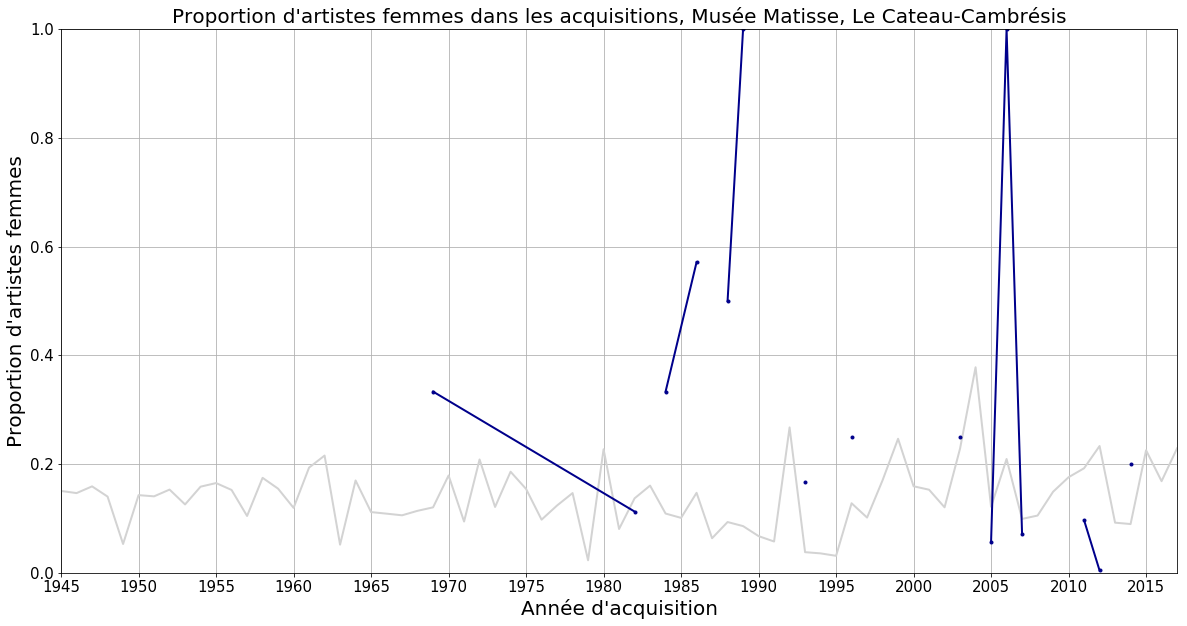 Proportion d'artistes femmes dans les acquisitions, Musée Matisse, Le Cateau-Cambrésis
Proportion d'artistes femmes
1.0
0.8
0.6
0.4
0.2
0.0
1945 1950 1955 1960 1965 1970 1975 1980 1985 1990 1995 2000 2005 2010 2015
Année d'acquisition